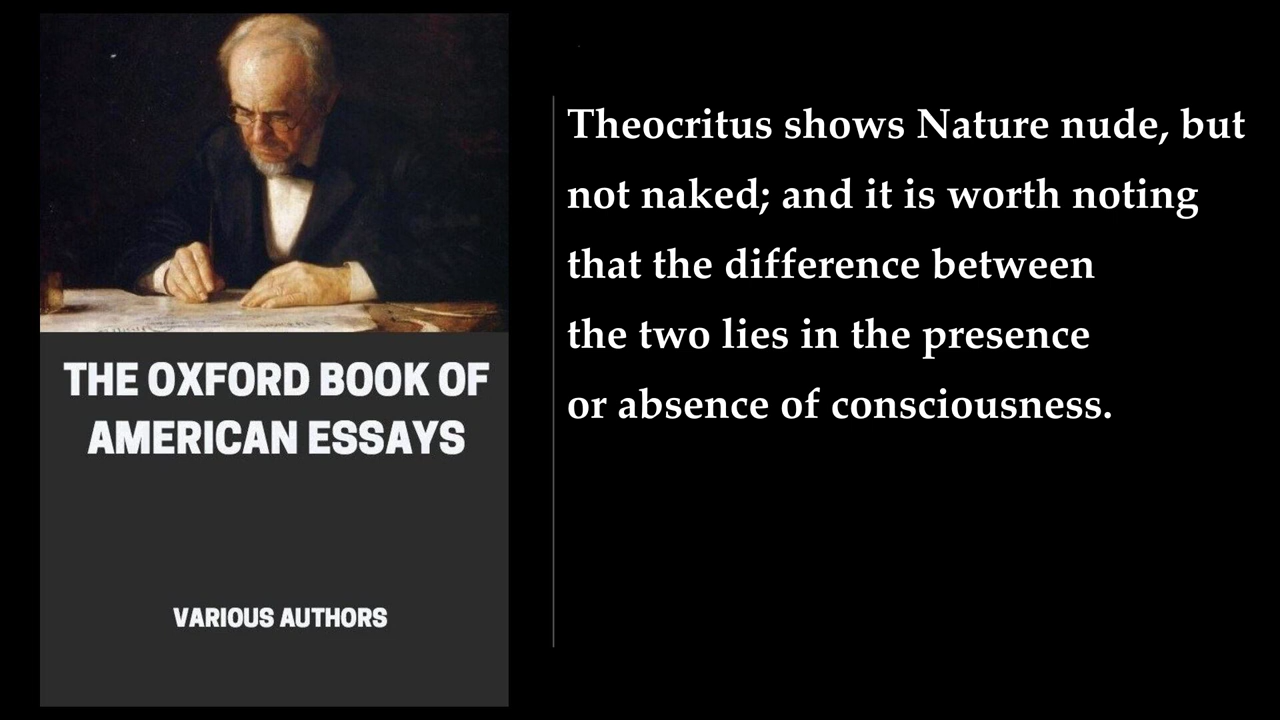 THE OXFORD BOOK OF
AMERICAN ESSAYS
VARIOUS AUTHORS
Theocritus shows Nature nude, but
not naked; and it is worth noting
that the difference between
the two lies in the presence
or absence of consciousness.